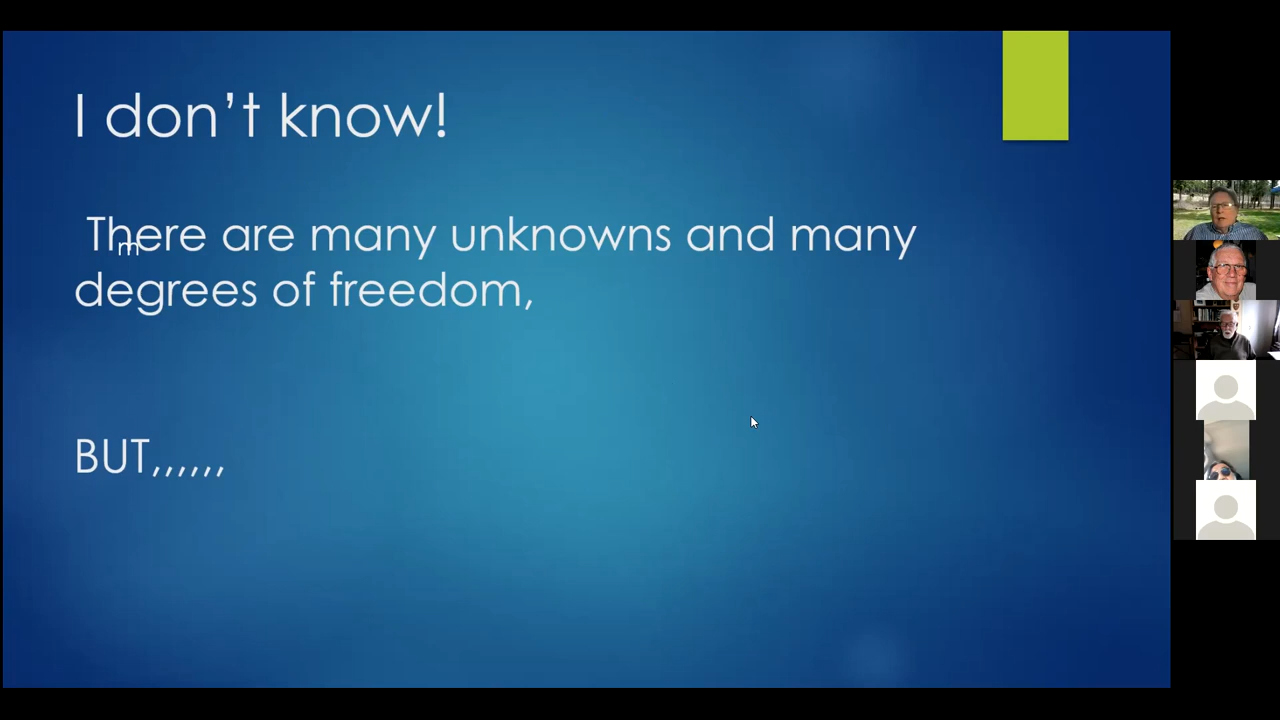 I don’t know!
There are many unknowns and many
m
degrees of freedom,
BUT,,,,,,